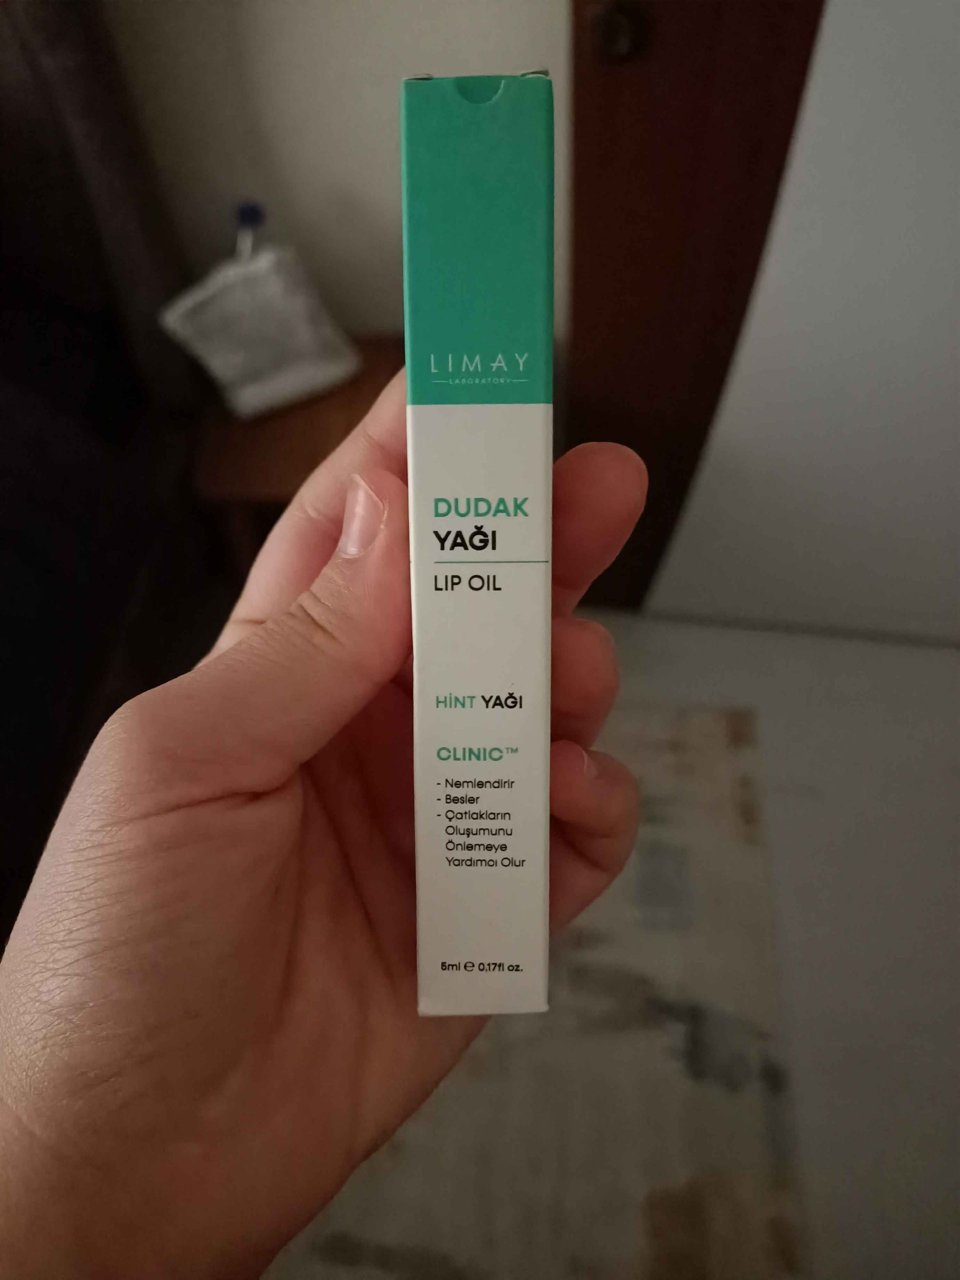 LIMAY
LABORATORY
DUDAK
YAĞI
LIP OIL
HİNT YAĞI
CLINIC™
- Nemlendirir
- Besler
- Çatlakların
Oluşumunu
Önlemeye
Yardımcı Olur
5ml ℮ 0,17fl oz.